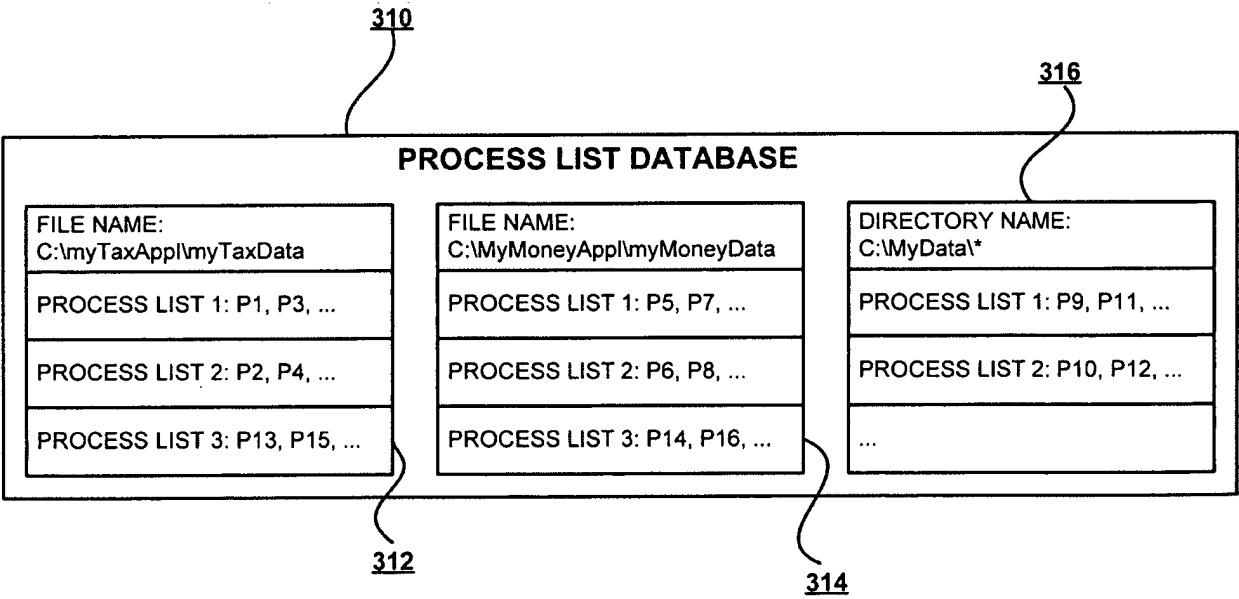 310
316
PROCESS LIST DATABASE
FILE NAME:
C:\myTaxAppl\myTaxData
PROCESS LIST 1: P1, P3, ...
PROCESS LIST 2: P2, P4, ...
PROCESS LIST 3: P13, P15, ...
FILE NAME:
C:\MyMoneyAppl\myMoneyData
PROCESS LIST 1: P5, P7, ...
PROCESS LIST 2: P6, P8, ...
PROCESS LIST 3: P14, P16, ...
DIRECTORY NAME:
C:\MyData\*
PROCESS LIST 1: P9, P11, ...
PROCESS LIST 2: P10, P12, ...
...
312
314